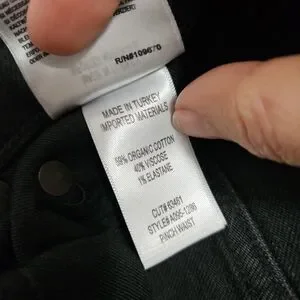 RN#109670
MADE IN TURKEY
IMPORTED MATERIALS
59% ORGANIC COTTON
40% VISCOSE
1% ELASTANE
CUT# 63461
STYLE# A095-1286
PINCH WAIST